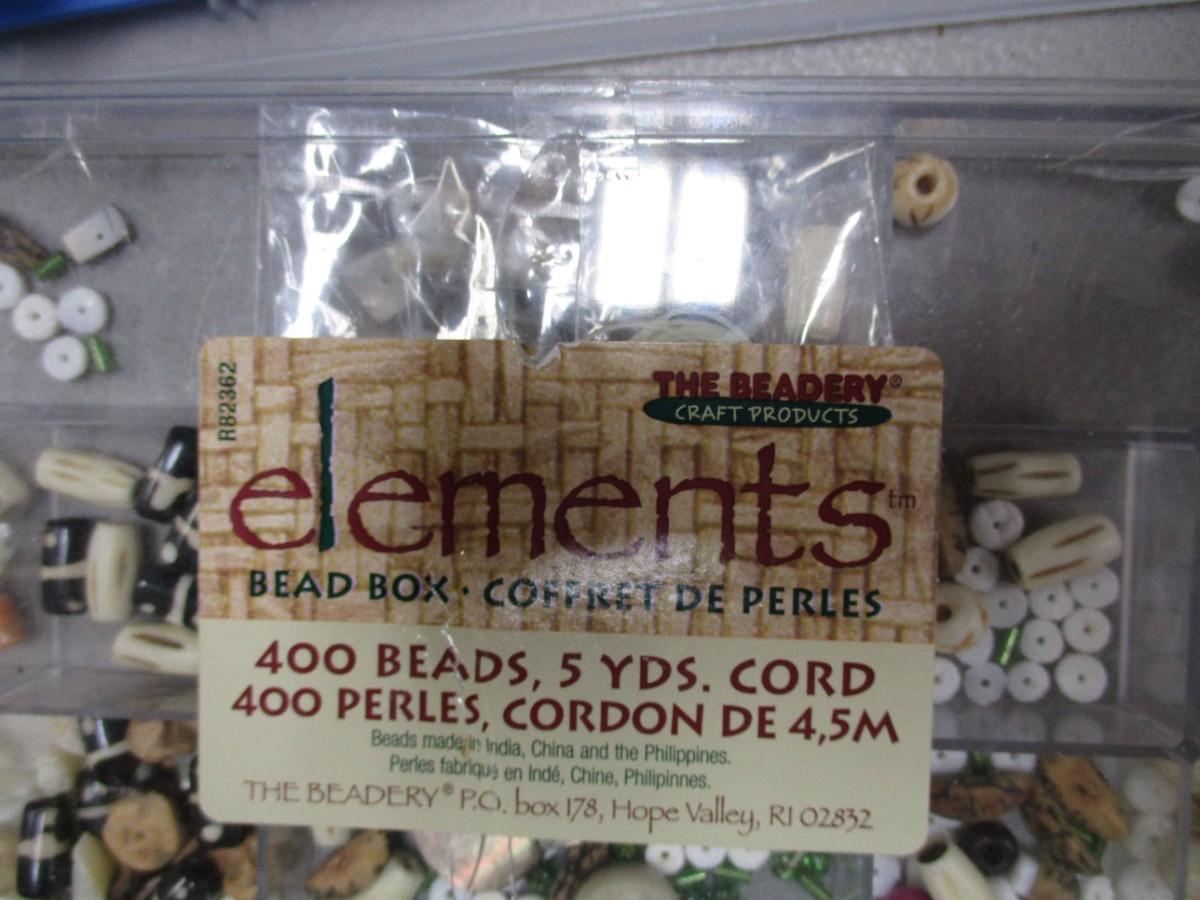 RB2362
THE BEADERY®
CRAFT PRODUCTS
elements™
BEAD BOX · COFFRET DE PERLES
400 BEADS, 5 YDS. CORD
400 PERLES, CORDON DE 4,5M
Beads made in India, China and the Philippines.
Perles fabriqué en Indé, Chine, Philipinnes.
THE BEADERY® P.O. box 178, Hope Valley, RI 02832